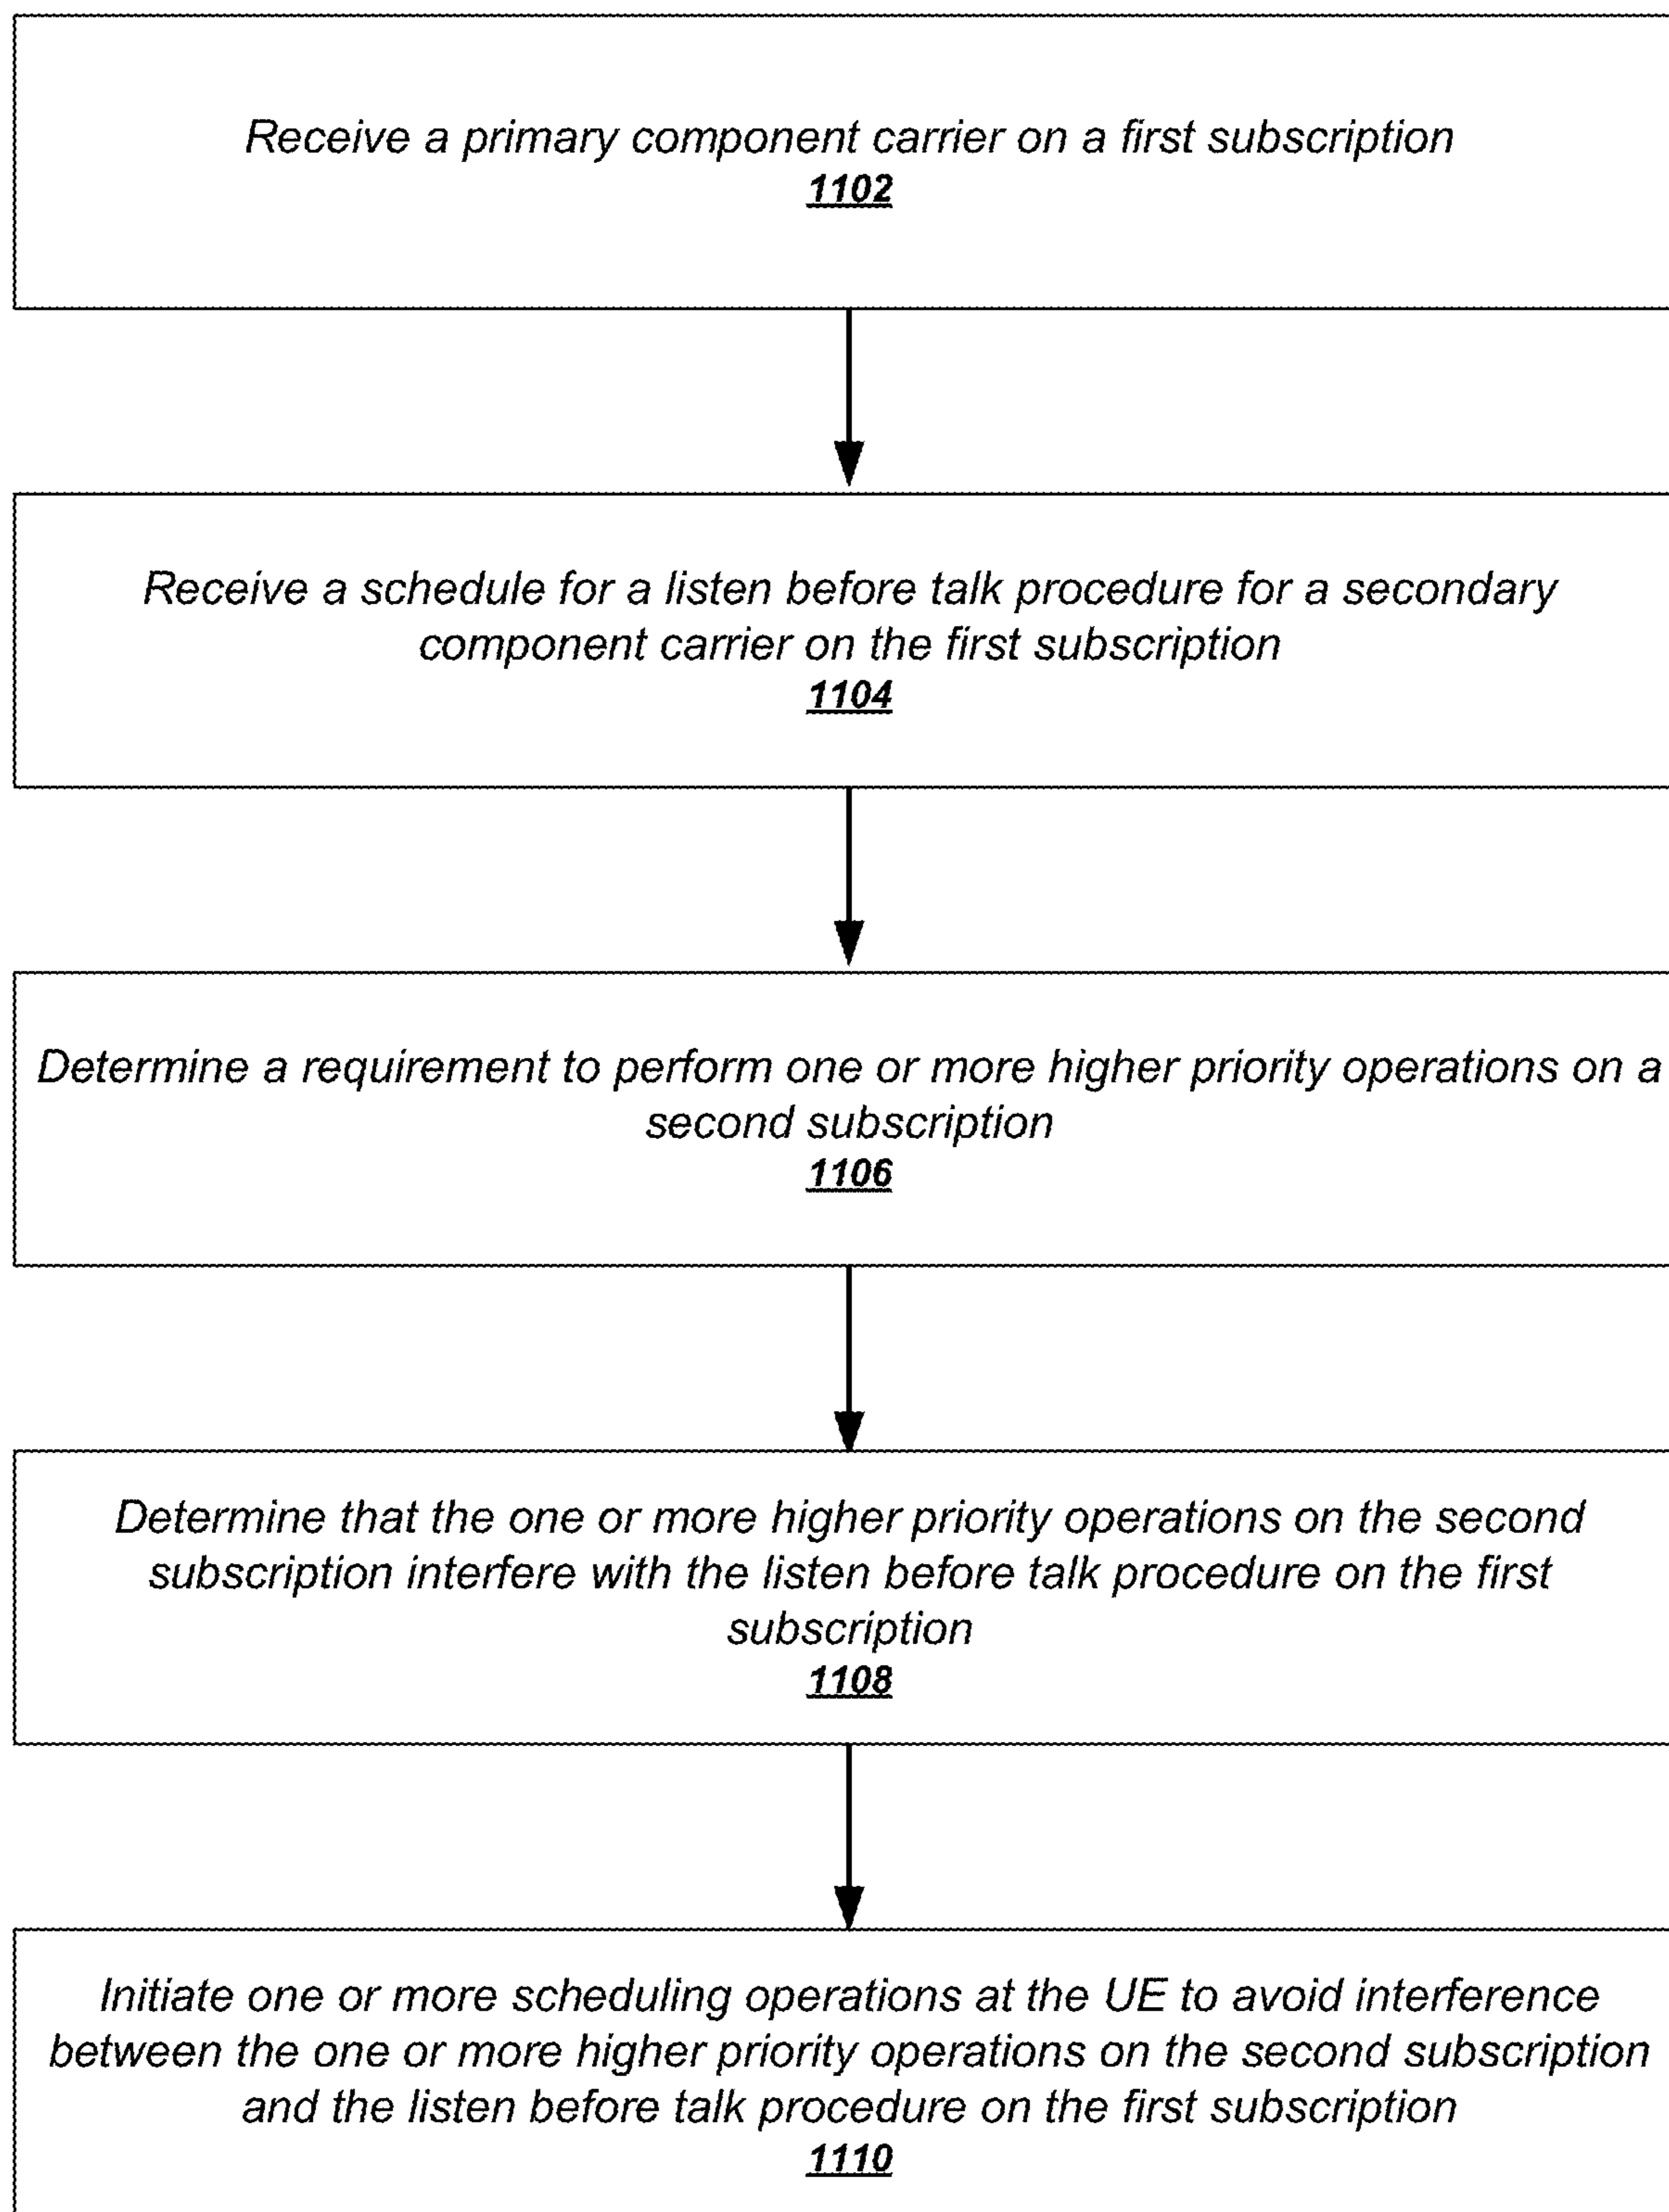 Receive a primary component carrier on a first subscription
1102
Receive a schedule for a listen before talk procedure for a secondary
component carrier on the first subscription
1104
Determine a requirement to perform one or more higher priority operations on a
second subscription
1106
Determine that the one or more higher priority operations on the second
subscription interfere with the listen before talk procedure on the first
subscription
1108
Initiate one or more scheduling operations at the UE to avoid interference
between the one or more higher priority operations on the second subscription
and the listen before talk procedure on the first subscription
1110